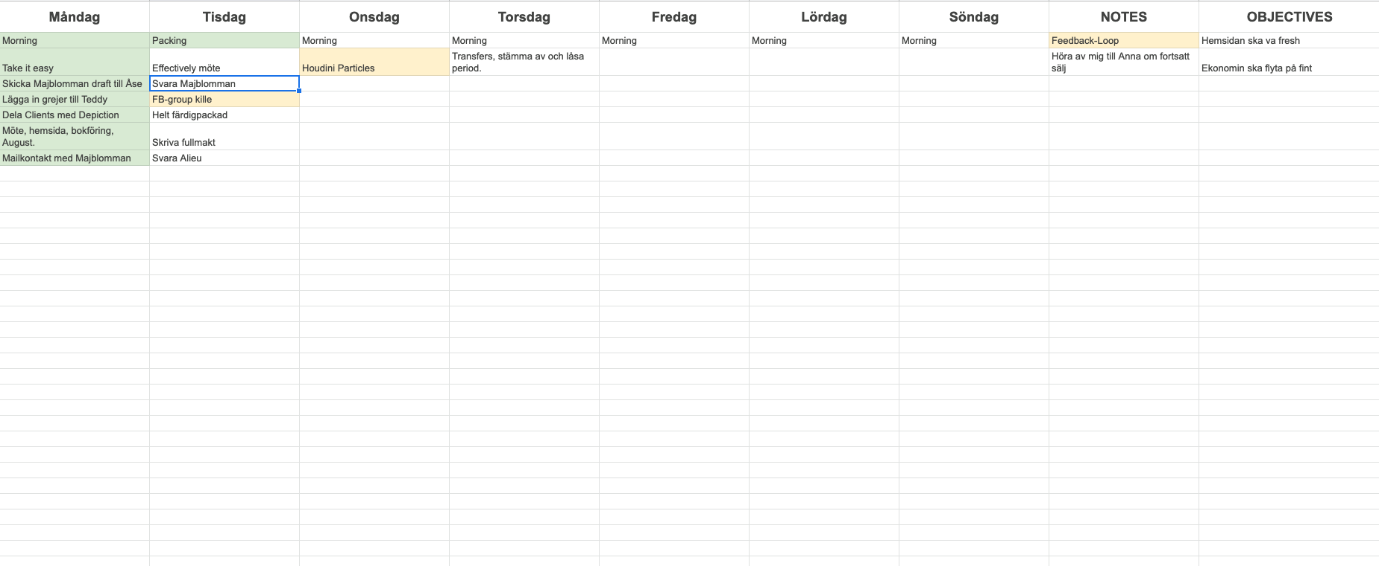 Måndag Tisdag Onsdag Torsdag Fredag Lördag Söndag NOTES OBJECTIVES
Morning Packing Morning Morning Morning Morning Morning Feedback-Loop Hemsidan ska va fresh
Transfers, stämma av och låsa Höra av mig till Anna om fortsatt
Take it easy Effectively möte Houdini Particles period. sälj Ekonomin ska flyta på fint
Skicka Majblomman draft till Åse Svara Majblomman
Lägga in grejer till Teddy FB-group kille
Dela Clients med Depiction Helt färdigpackad
Möte, hemsida, bokföring,
August. Skriva fullmakt
Mailkontakt med Majblomman Svara Alieu